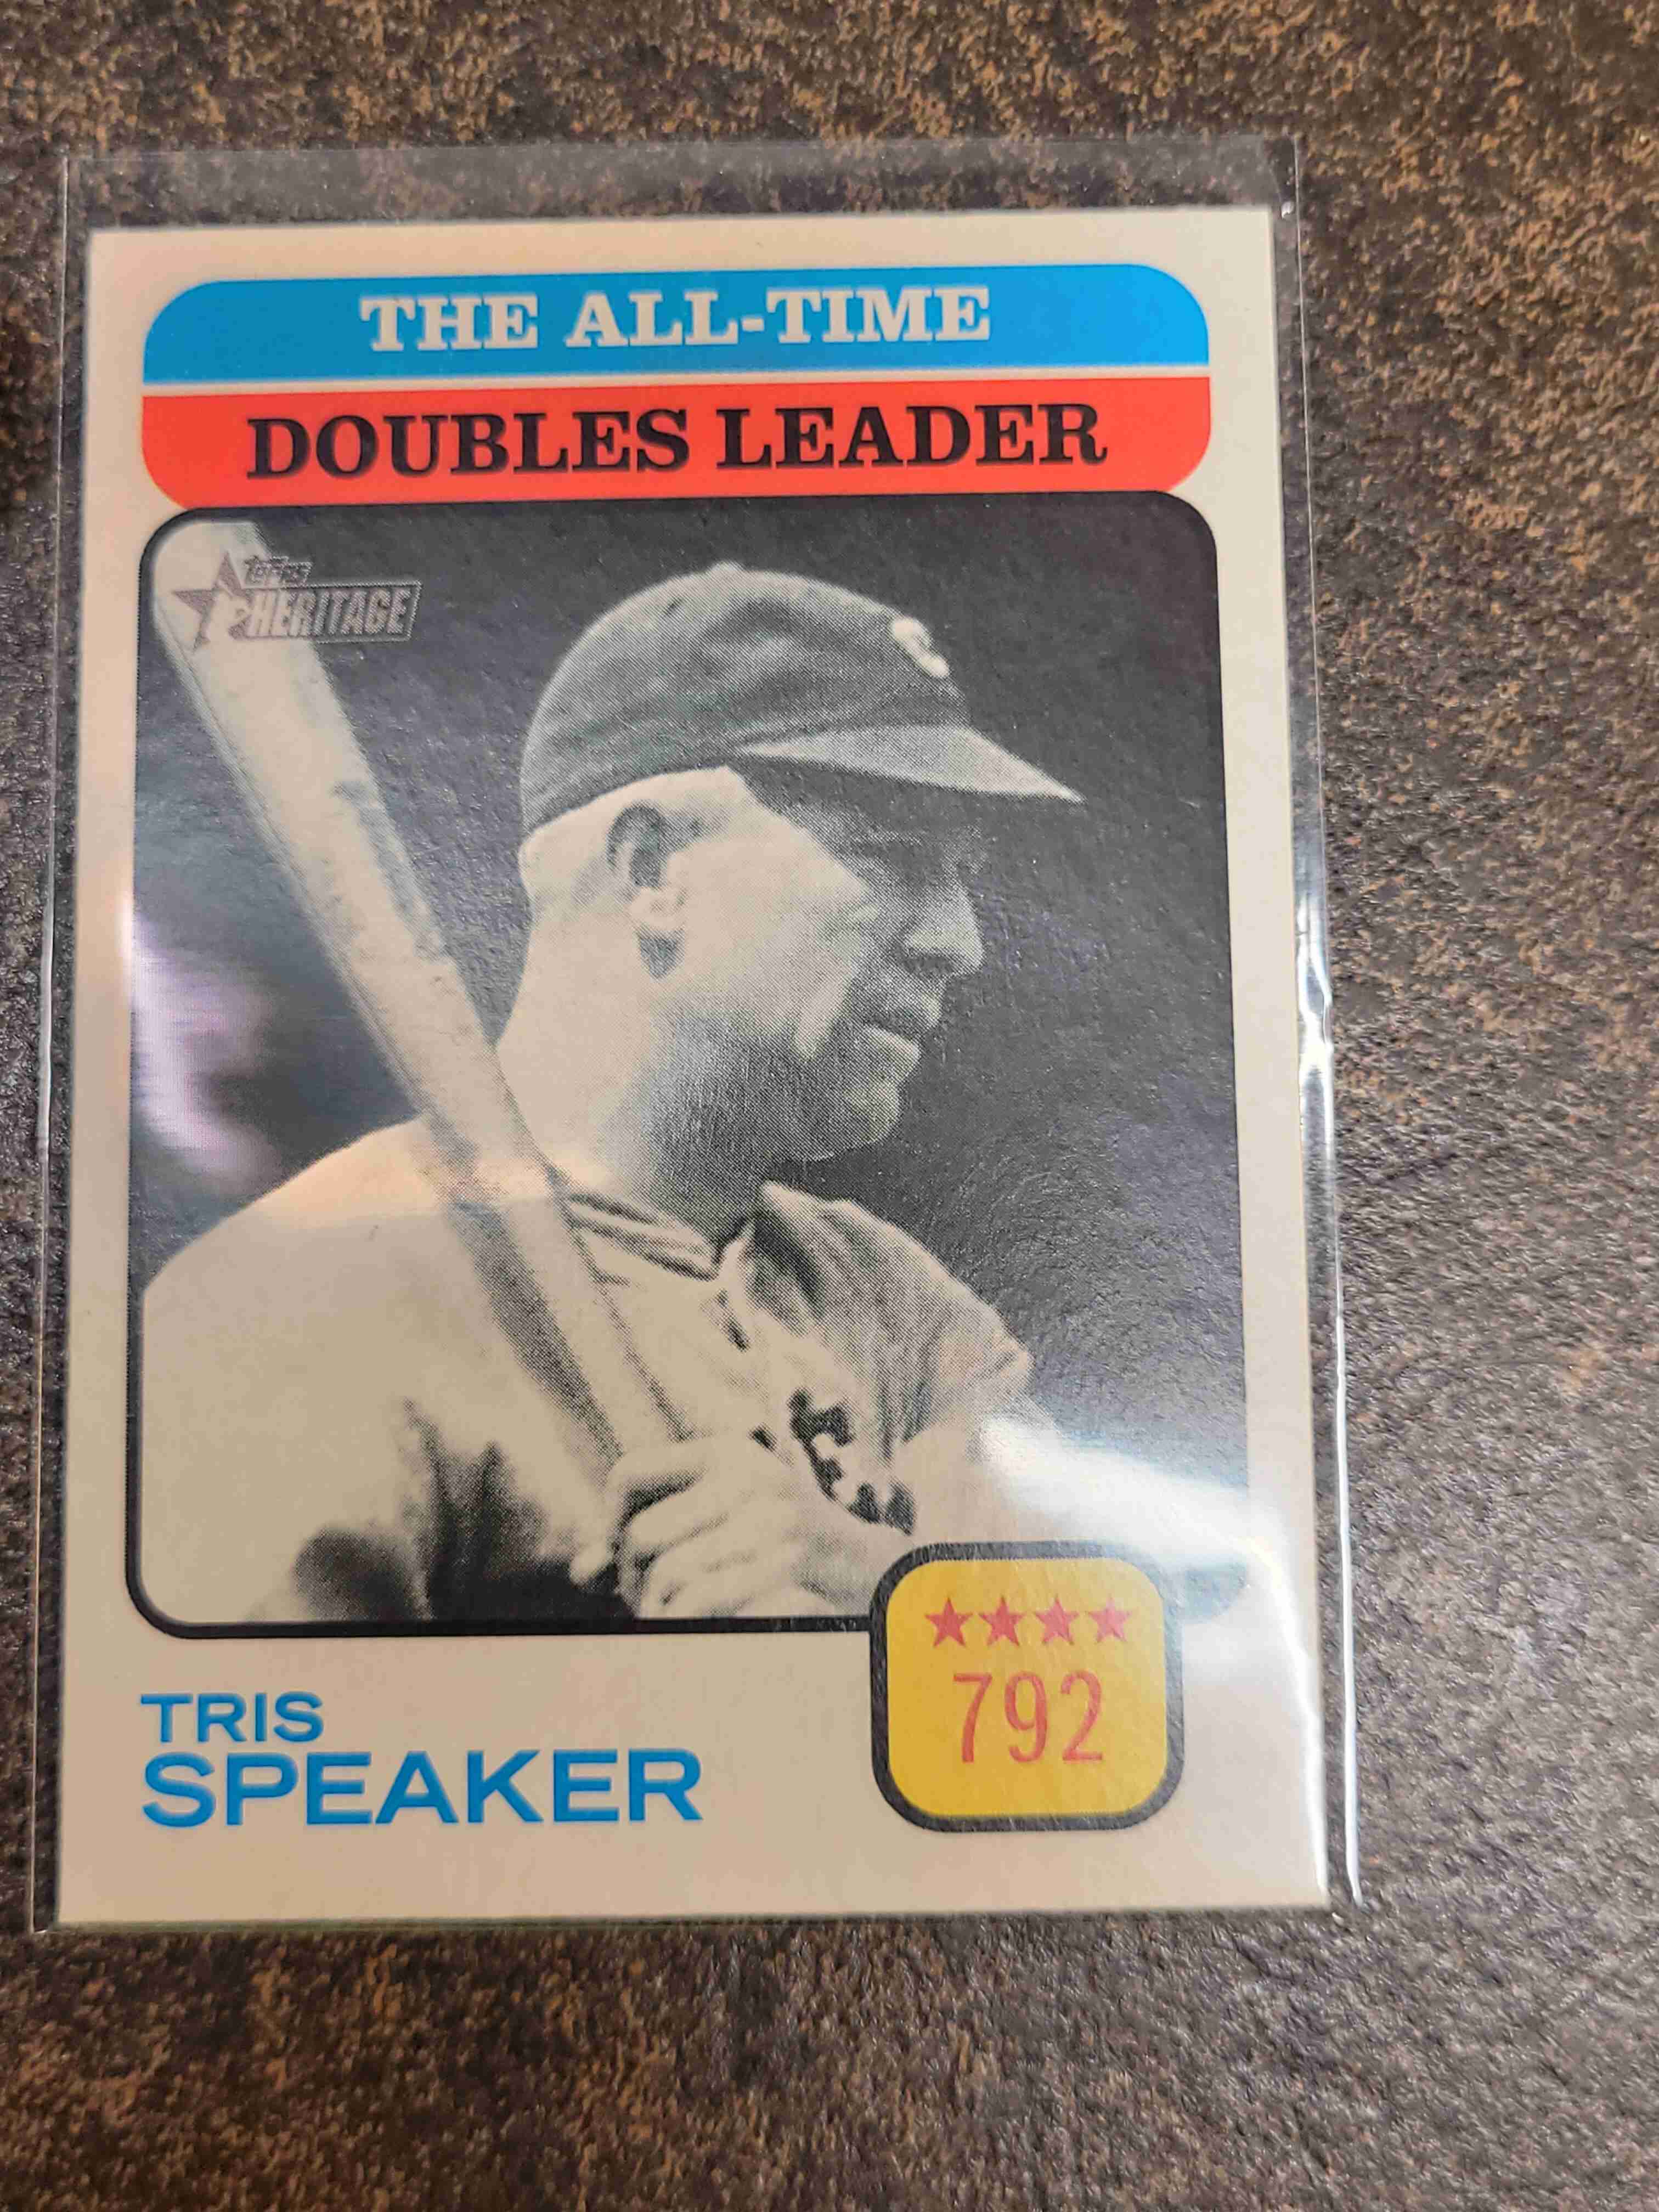 THE ALL-TIME
DOUBLES LEADER
TOPPS
HERITAGE
C
★★★★
792
TRIS
SPEAKER